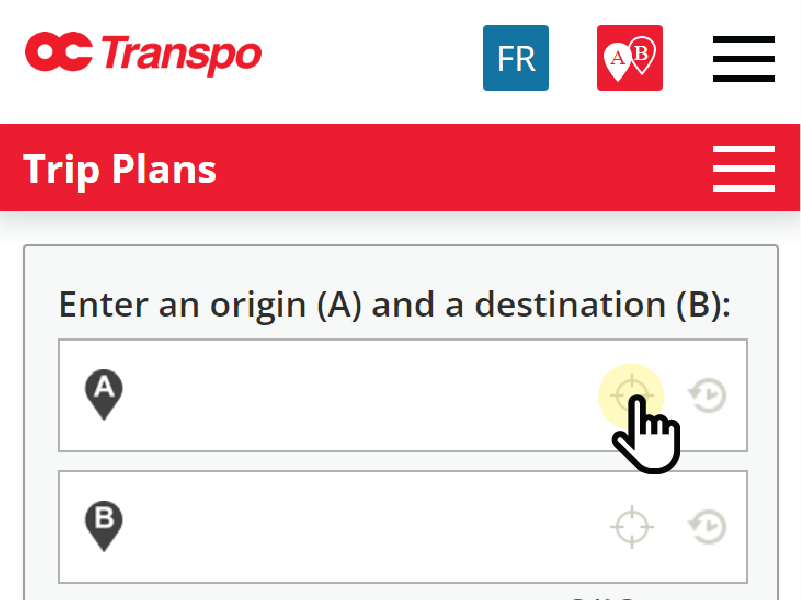 OC Transpo
FR
A B
Trip Plans
Enter an origin (A) and a destination (B):
A
B